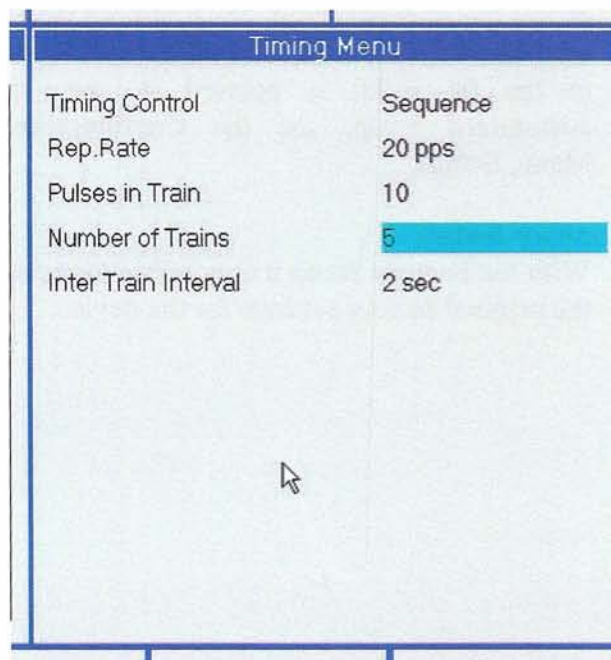 Timing Menu
Timing Control Sequence
Rep.Rate 20 pps
Pulses in Train 10
Number of Trains 5
Inter Train Interval 2 sec